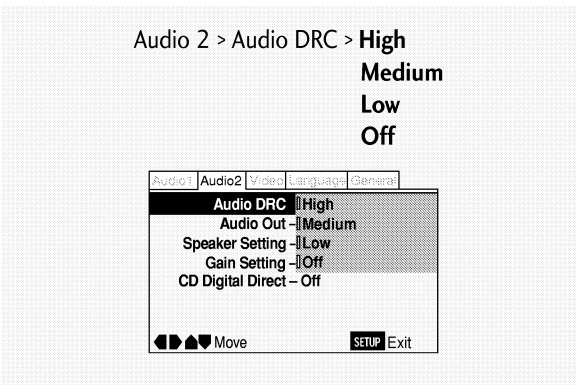 Audio 2 > Audio DRC > High
Medium
Low
Off
Audio1 Audio2 Video Language General
Audio DRC High
Audio Out – Medium
Speaker Setting – Low
Gain Setting – Off
CD Digital Direct – Off
Move SETUP Exit